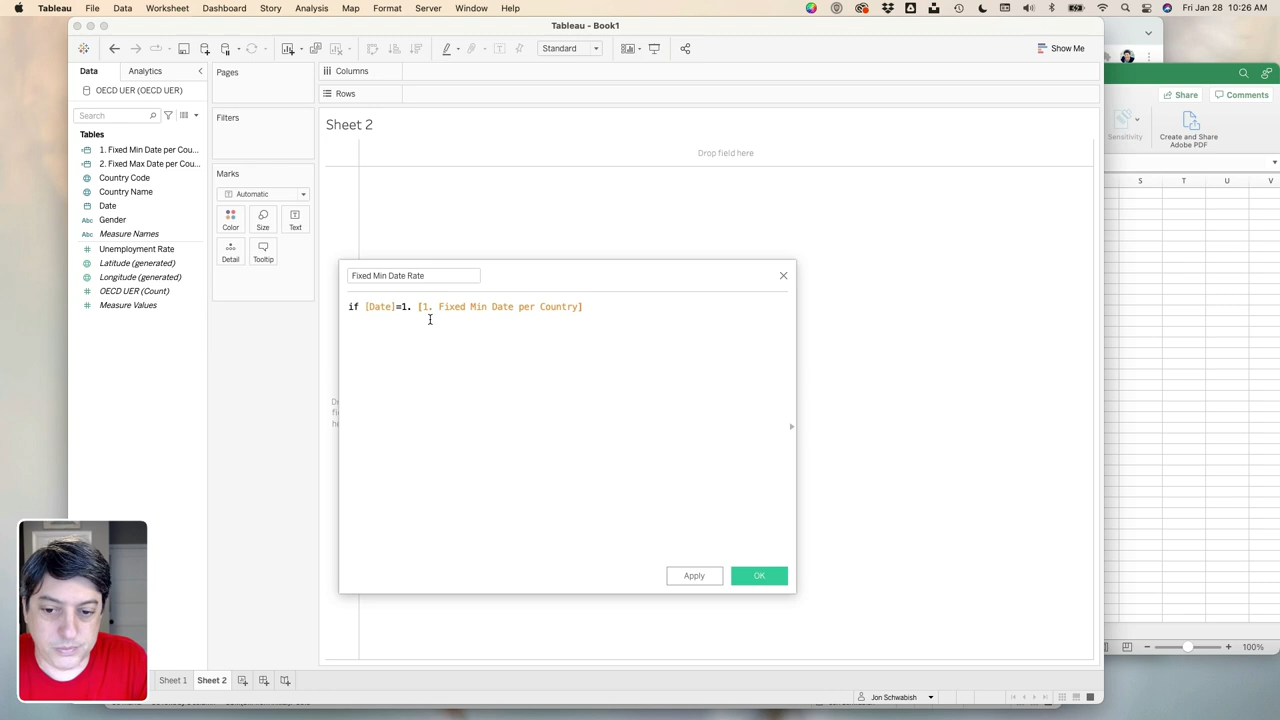 Tableau File Data Worksheet Dashboard Story Analysis Map Format Server Window Help Fri Jan 28 10:26 AM
Tableau - Book1
Standard Show Me
Data Analytics Pages Columns
OECD UER (OECD UER) Rows
Search Filters Sheet 2
Tables
1. Fixed Min Date per Cou...
2. Fixed Max Date per Cou...
Country Code
Country Name
Date
Abc Gender
Abc Measure Names
Unemployment Rate
Latitude (generated)
Longitude (generated)
OECD UER (Count)
Measure Values
Marks
Automatic
Color Size Text
Detail Tooltip
Drop field here
Fixed Min Date Rate
if [Date]=1. [1. Fixed Min Date per Country]
Apply OK
Share Comments
Sensitivity Create and Share
Adobe PDF
S T U V
100%
Sheet 1 Sheet 2
Jon Schwabish